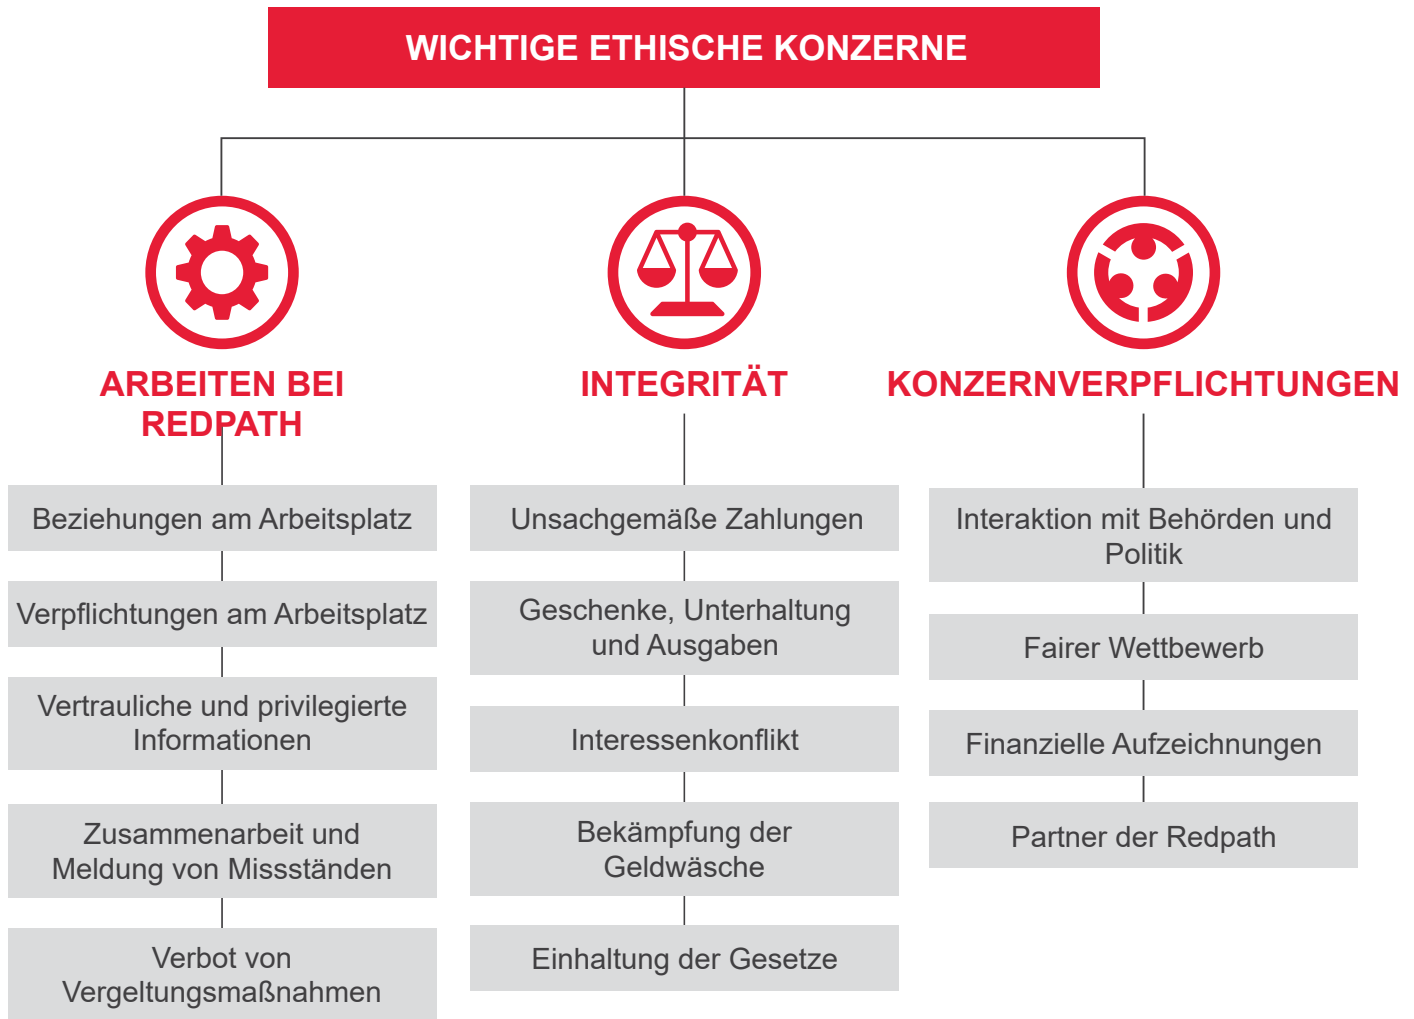 WICHTIGE ETHISCHE KONZERNE
ARBEITEN BEI
REDPATH
Beziehungen am Arbeitsplatz
Verpflichtungen am Arbeitsplatz
Vertrauliche und privilegierte
Informationen
Zusammenarbeit und
Meldung von Missständen
Verbot von
Vergeltungsmaßnahmen
INTEGRITÄT
Unsachgemäße Zahlungen
Geschenke, Unterhaltung
und Ausgaben
Interessenkonflikt
Bekämpfung der
Geldwäsche
Einhaltung der Gesetze
KONZERNVERPFLICHTUNGEN
Interaktion mit Behörden und
Politik
Fairer Wettbewerb
Finanzielle Aufzeichnungen
Partner der Redpath